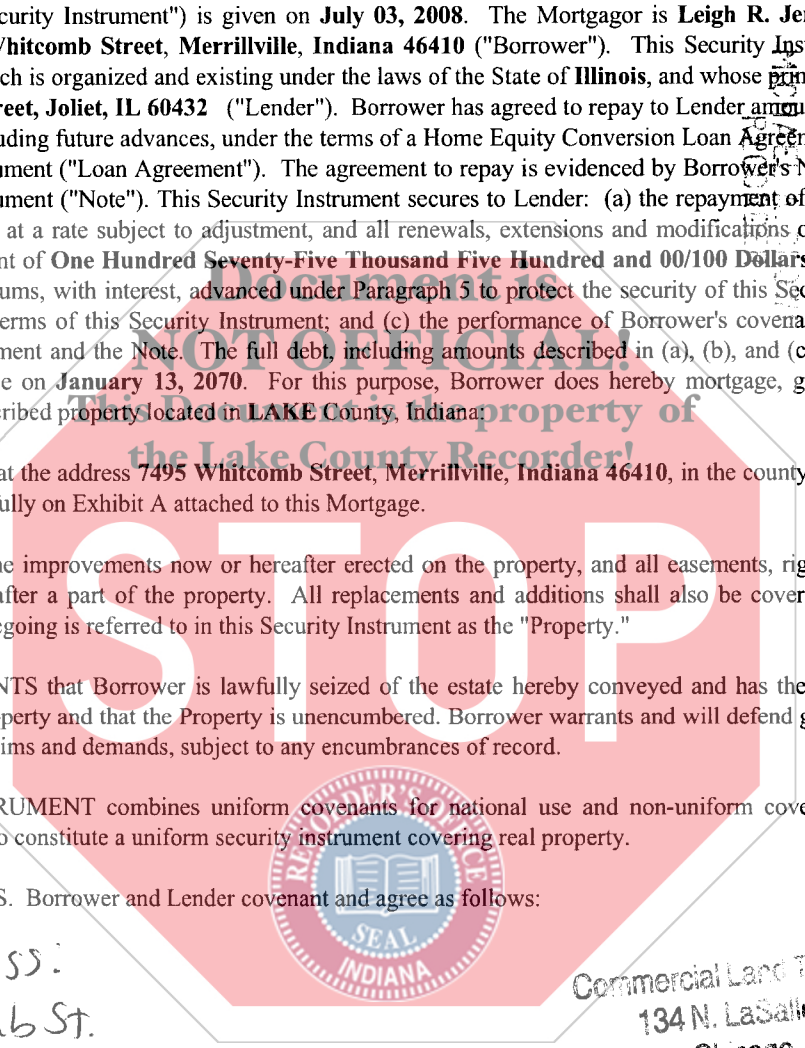 curity Instrument") is given on July 03, 2008. The Mortgagor is Leigh R. Je
Whitcomb Street, Merrillville, Indiana 46410 ("Borrower"). This Security Ins
ch is organized and existing under the laws of the State of Illinois, and whose prin
reet, Joliet, IL 60432 ("Lender"). Borrower has agreed to repay to Lender amou
uding future advances, under the terms of a Home Equity Conversion Loan Agreen
ument ("Loan Agreement"). The agreement to repay is evidenced by Borrower's N
ument ("Note"). This Security Instrument secures to Lender: (a) the repayment of
at a rate subject to adjustment, and all renewals, extensions and modifications o
nt of One Hundred Seventy-Five Thousand Five Hundred and 00/100 Dollars
Document is
ums, with interest, advanced under Paragraph 5 to protect the security of this Sec
erms of this Security Instrument; and (c) the performance of Borrower's covena
NOT OFFICIAL!
ment and the Note. The full debt, including amounts described in (a), (b), and (c
e on January 13, 2070. For this purpose, Borrower does hereby mortgage, g
cribed property located in LAKE County, Indiana:
This Document is the property of
the Lake County Recorder!
at the address 7495 Whitcomb Street, Merrillville, Indiana 46410, in the county
ully on Exhibit A attached to this Mortgage.
STOP
e improvements now or hereafter erected on the property, and all easements, rig
after a part of the property. All replacements and additions shall also be cover
egoing is referred to in this Security Instrument as the "Property."
NTS that Borrower is lawfully seized of the estate hereby conveyed and has the
perty and that the Property is unencumbered. Borrower warrants and will defend g
ims and demands, subject to any encumbrances of record.
RUMENT combines uniform covenants for national use and non-uniform cove
o constitute a uniform security instrument covering real property.
S. Borrower and Lender covenant and agree as follows:
RECORDER'S OFFICE
SEAL
INDIANA
ss:
b St.
Commercial Land T
134 N. LaSalle